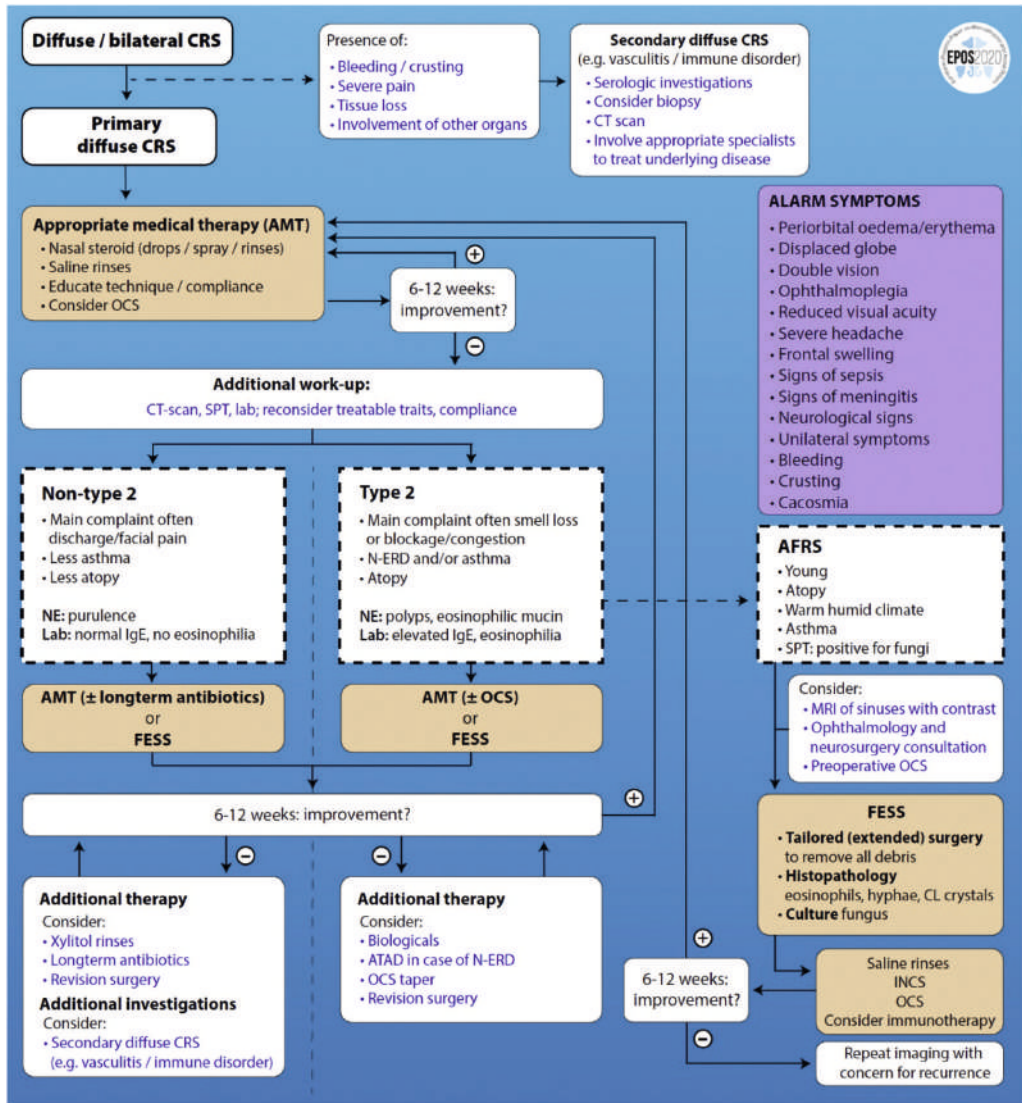 Diffuse / bilateral CRS
Presence of:
• Bleeding / crusting
• Severe pain
• Tissue loss
• Involvement of other organs
Secondary diffuse CRS
(e.g. vasculitis / immune disorder)
• Serologic investigations
• Consider biopsy
• CT scan
• Involve appropriate specialists
to treat underlying disease
EPOS2020
Primary
diffuse CRS
Appropriate medical therapy (AMT)
• Nasal steroid (drops / spray / rinses)
• Saline rinses
• Educate technique / compliance
• Consider OCS
+
6-12 weeks:
improvement?
−
ALARM SYMPTOMS
• Periorbital oedema/erythema
• Displaced globe
• Double vision
• Ophthalmoplegia
• Reduced visual acuity
• Severe headache
• Frontal swelling
• Signs of sepsis
• Signs of meningitis
• Neurological signs
• Unilateral symptoms
• Bleeding
• Crusting
• Cacosmia
Additional work-up:
CT-scan, SPT, lab; reconsider treatable traits, compliance
Non-type 2
• Main complaint often
discharge/facial pain
• Less asthma
• Less atopy
NE: purulence
Lab: normal IgE, no eosinophilia
Type 2
• Main complaint often smell loss
or blockage/congestion
• N-ERD and/or asthma
• Atopy
NE: polyps, eosinophilic mucin
Lab: elevated IgE, eosinophilia
AFRS
• Young
• Atopy
• Warm humid climate
• Asthma
• SPT: positive for fungi
AMT (± longterm antibiotics)
or
FESS
AMT (± OCS)
or
FESS
Consider:
• MRI of sinuses with contrast
• Ophthalmology and
neurosurgery consultation
• Preoperative OCS
6-12 weeks: improvement?
+
−
−
FESS
• Tailored (extended) surgery
to remove all debris
• Histopathology
eosinophils, hyphae, CL crystals
• Culture fungus
Additional therapy
Consider:
• Xylitol rinses
• Longterm antibiotics
• Revision surgery
Additional investigations
Consider:
• Secondary diffuse CRS
(e.g. vasculitis / immune disorder)
Additional therapy
Consider:
• Biologicals
• ATAD in case of N-ERD
• OCS taper
• Revision surgery
+
6-12 weeks:
improvement?
−
Saline rinses
INCS
OCS
Consider immunotherapy
Repeat imaging with
concern for recurrence